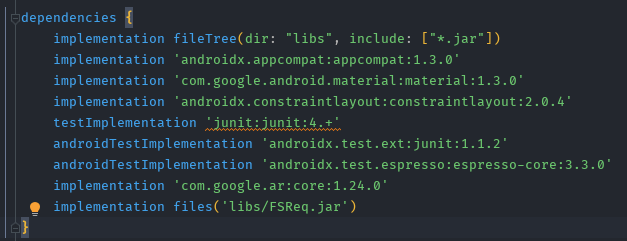 dependencies {
implementation fileTree(dir: "libs", include: ["*.jar"])
implementation 'androidx.appcompat:appcompat:1.3.0'
implementation 'com.google.android.material:material:1.3.0'
implementation 'androidx.constraintlayout:constraintlayout:2.0.4'
testImplementation 'junit:junit:4.+'
androidTestImplementation 'androidx.test.ext:junit:1.1.2'
androidTestImplementation 'androidx.test.espresso:espresso-core:3.3.0'
implementation 'com.google.ar:core:1.24.0'
implementation files('libs/FSReq.jar')
}